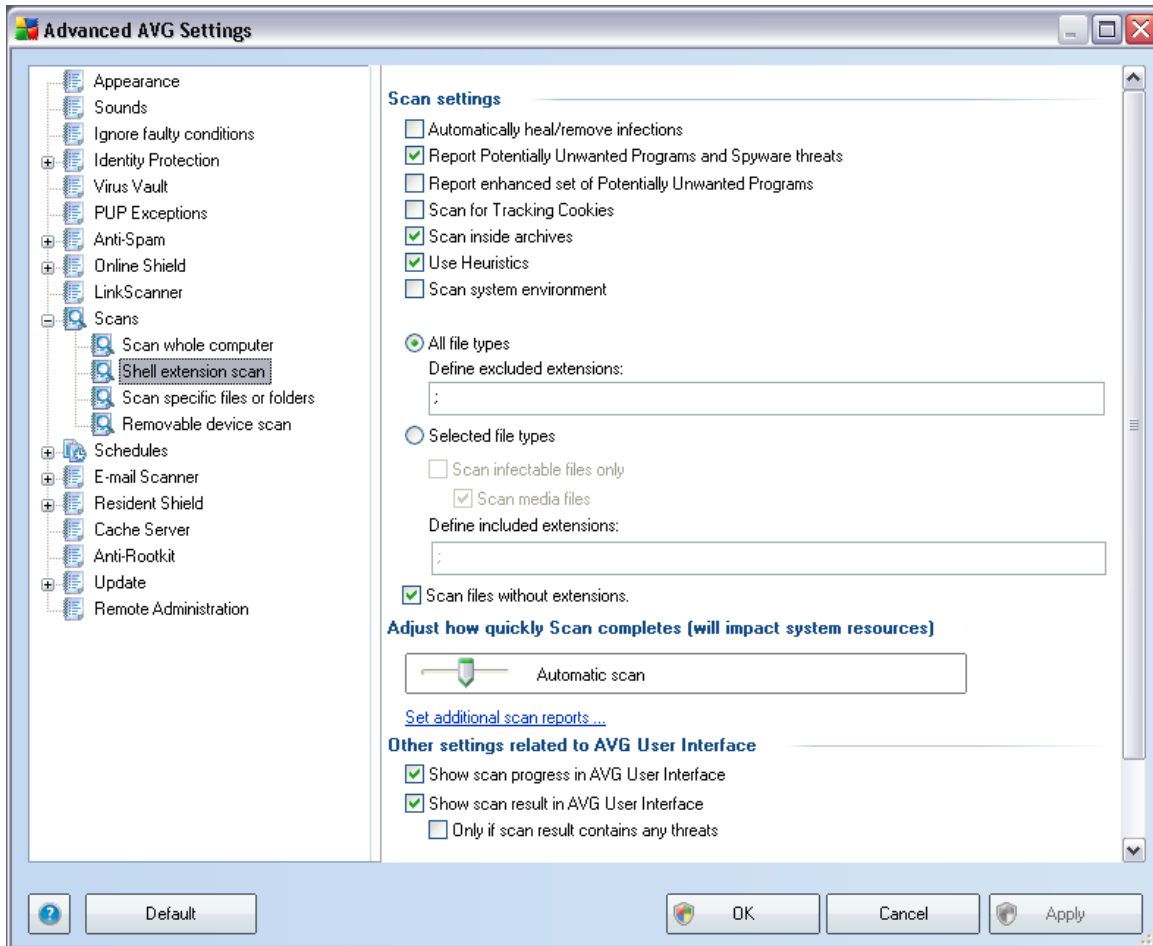 Advanced AVG Settings
Appearance
Sounds
Ignore faulty conditions
Identity Protection
Virus Vault
PUP Exceptions
Anti-Spam
Online Shield
LinkScanner
Scans
Scan whole computer
Shell extension scan
Scan specific files or folders
Removable device scan
Schedules
E-mail Scanner
Resident Shield
Cache Server
Anti-Rootkit
Update
Remote Administration
Scan settings
Automatically heal/remove infections
Report Potentially Unwanted Programs and Spyware threats
Report enhanced set of Potentially Unwanted Programs
Scan for Tracking Cookies
Scan inside archives
Use Heuristics
Scan system environment
All file types
Define excluded extensions:
;
Selected file types
Scan infectable files only
Scan media files
Define included extensions:
;
Scan files without extensions.
Adjust how quickly Scan completes (will impact system resources)
Automatic scan
Set additional scan reports ...
Other settings related to AVG User Interface
Show scan progress in AVG User Interface
Show scan result in AVG User Interface
Only if scan result contains any threats
?
Default
OK
Cancel
Apply